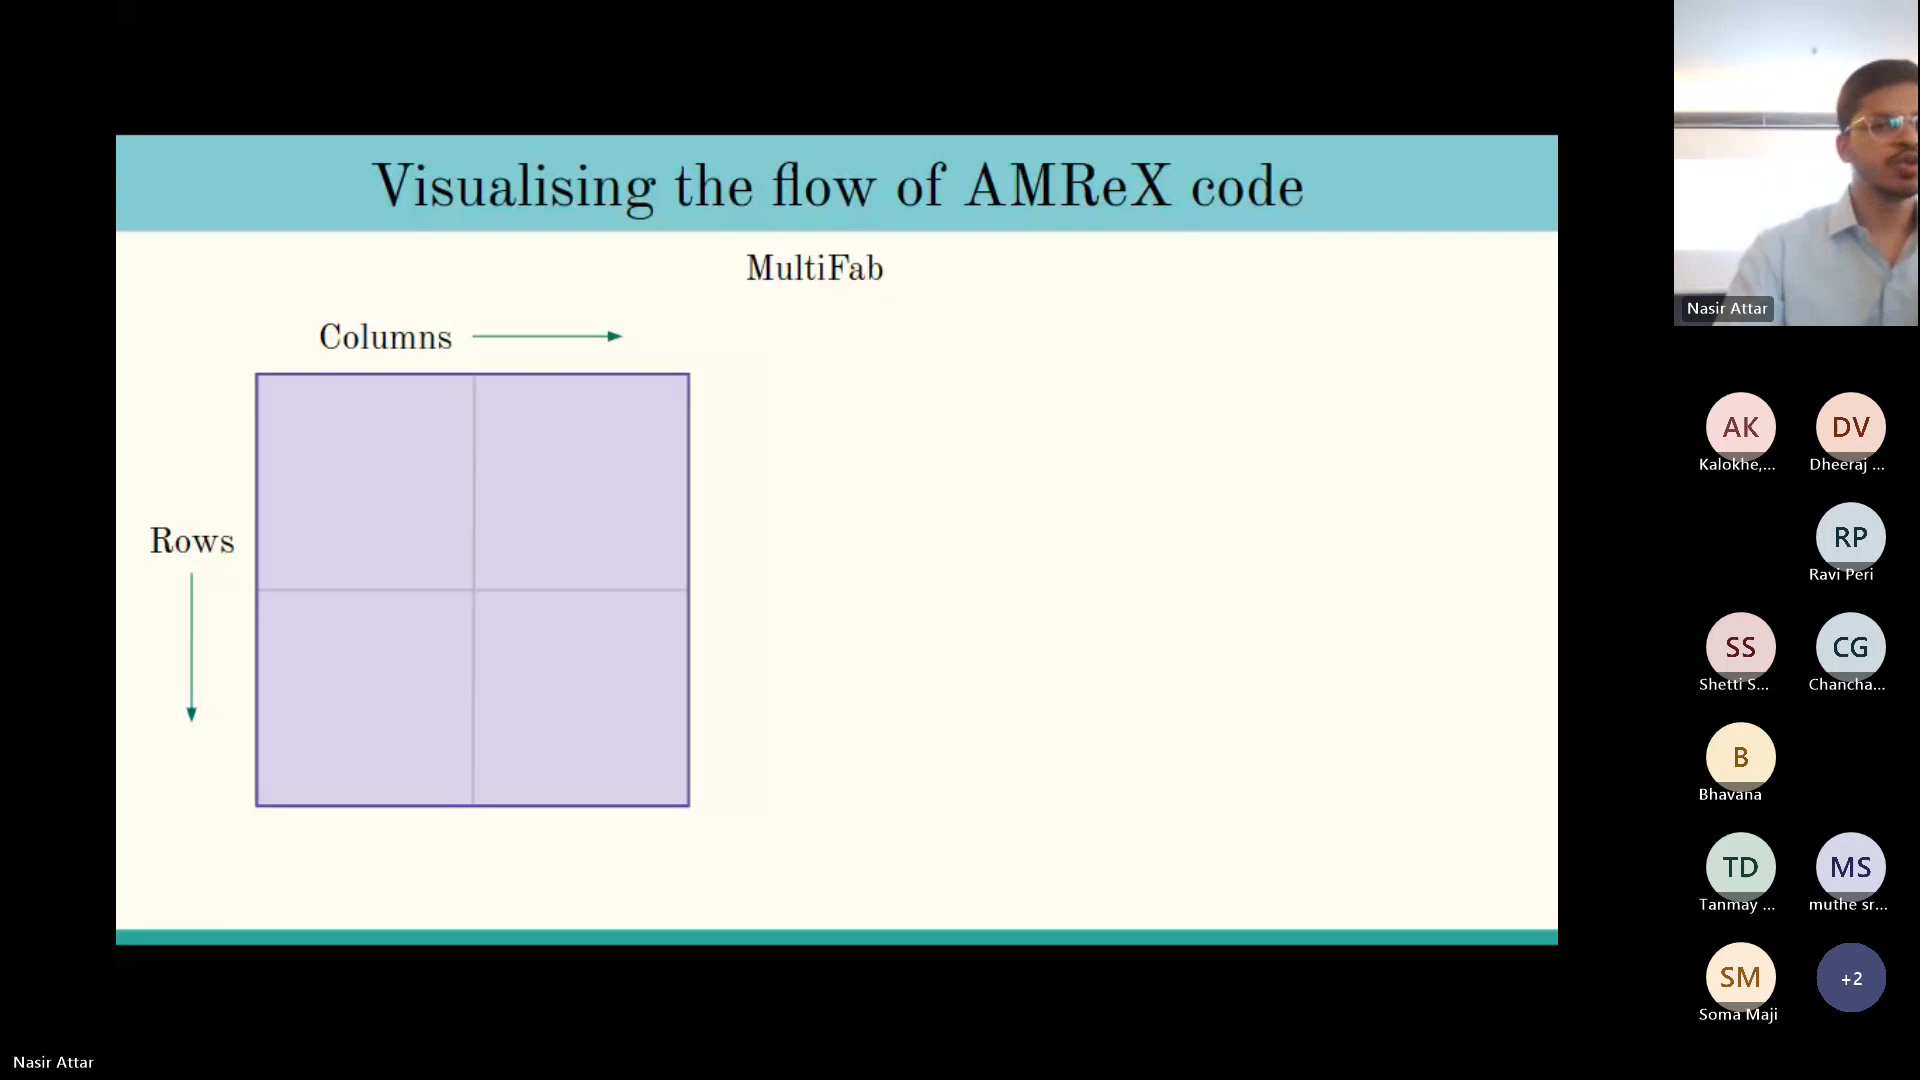 Visualising the flow of AMReX code
MultiFab
Columns
Rows
Nasir Attar
AK
Kalokhe,...
DV
Dheeraj ...
RP
Ravi Peri
SS
Shetti S...
CG
Chancha...
B
Bhavana
TD
Tanmay ...
MS
muthe sr...
SM
Soma Maji
+2
Nasir Attar